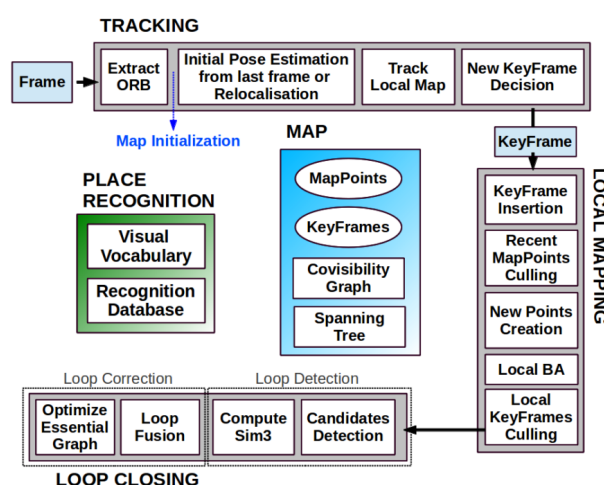 TRACKING
Frame
Extract
ORB
Initial Pose Estimation
from last frame or
Relocalisation
Track
Local Map
New KeyFrame
Decision
Map Initialization
KeyFrame
MAP
MapPoints
KeyFrames
Covisibility
Graph
Spanning
Tree
PLACE
RECOGNITION
Visual
Vocabulary
Recognition
Database
LOCAL MAPPING
KeyFrame
Insertion
Recent
MapPoints
Culling
New Points
Creation
Local BA
Local
KeyFrames
Culling
Loop Correction
Loop Detection
Optimize
Essential
Graph
Loop
Fusion
Compute
Sim3
Candidates
Detection
LOOP CLOSING